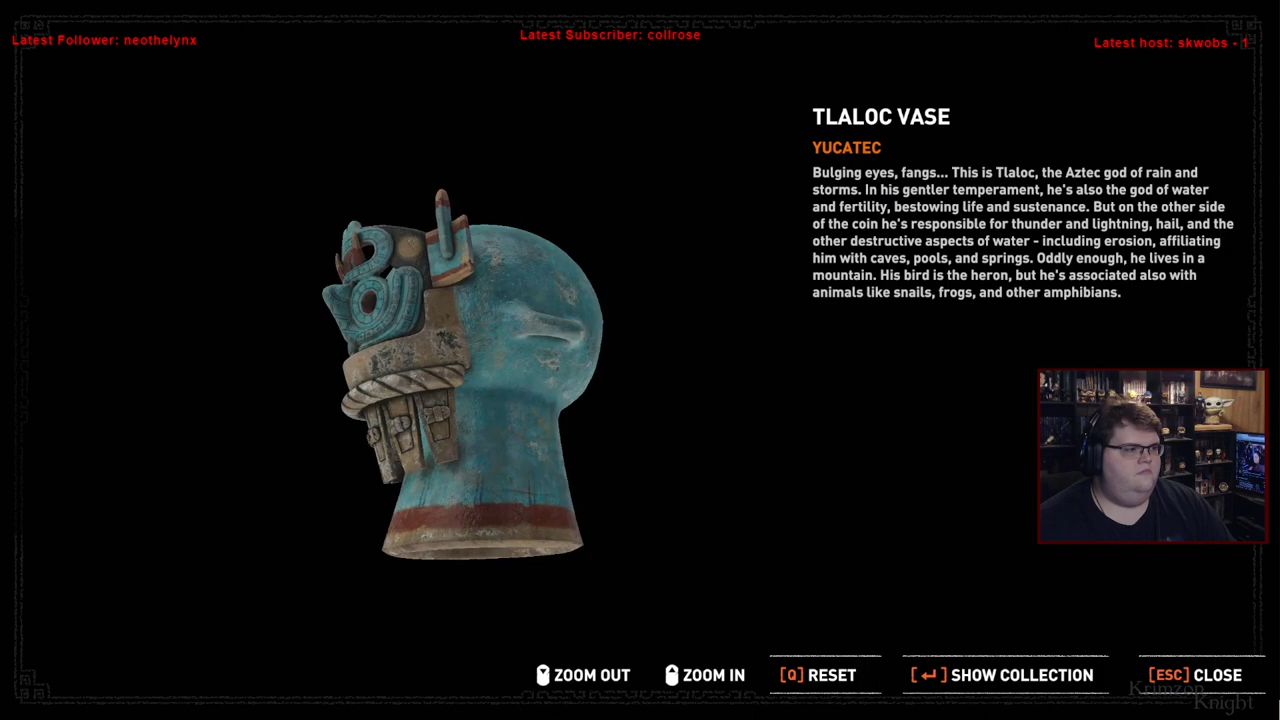 Latest Follower: neothelynx
Latest Subscriber: collrose
Latest host: skwobs - 1
TLALOC VASE
YUCATEC
Bulging eyes, fangs... This is Tlaloc, the Aztec god of rain and
storms. In his gentler temperament, he's also the god of water
and fertility, bestowing life and sustenance. But on the other side
of the coin he's responsible for thunder and lightning, hail, and the
other destructive aspects of water - including erosion, affiliating
him with caves, pools, and springs. Oddly enough, he lives in a
mountain. His bird is the heron, but he's associated also with
animals like snails, frogs, and other amphibians.
ZOOM OUT
ZOOM IN
[Q] RESET
[↵] SHOW COLLECTION
[ESC] CLOSE
Krimzon
Knight